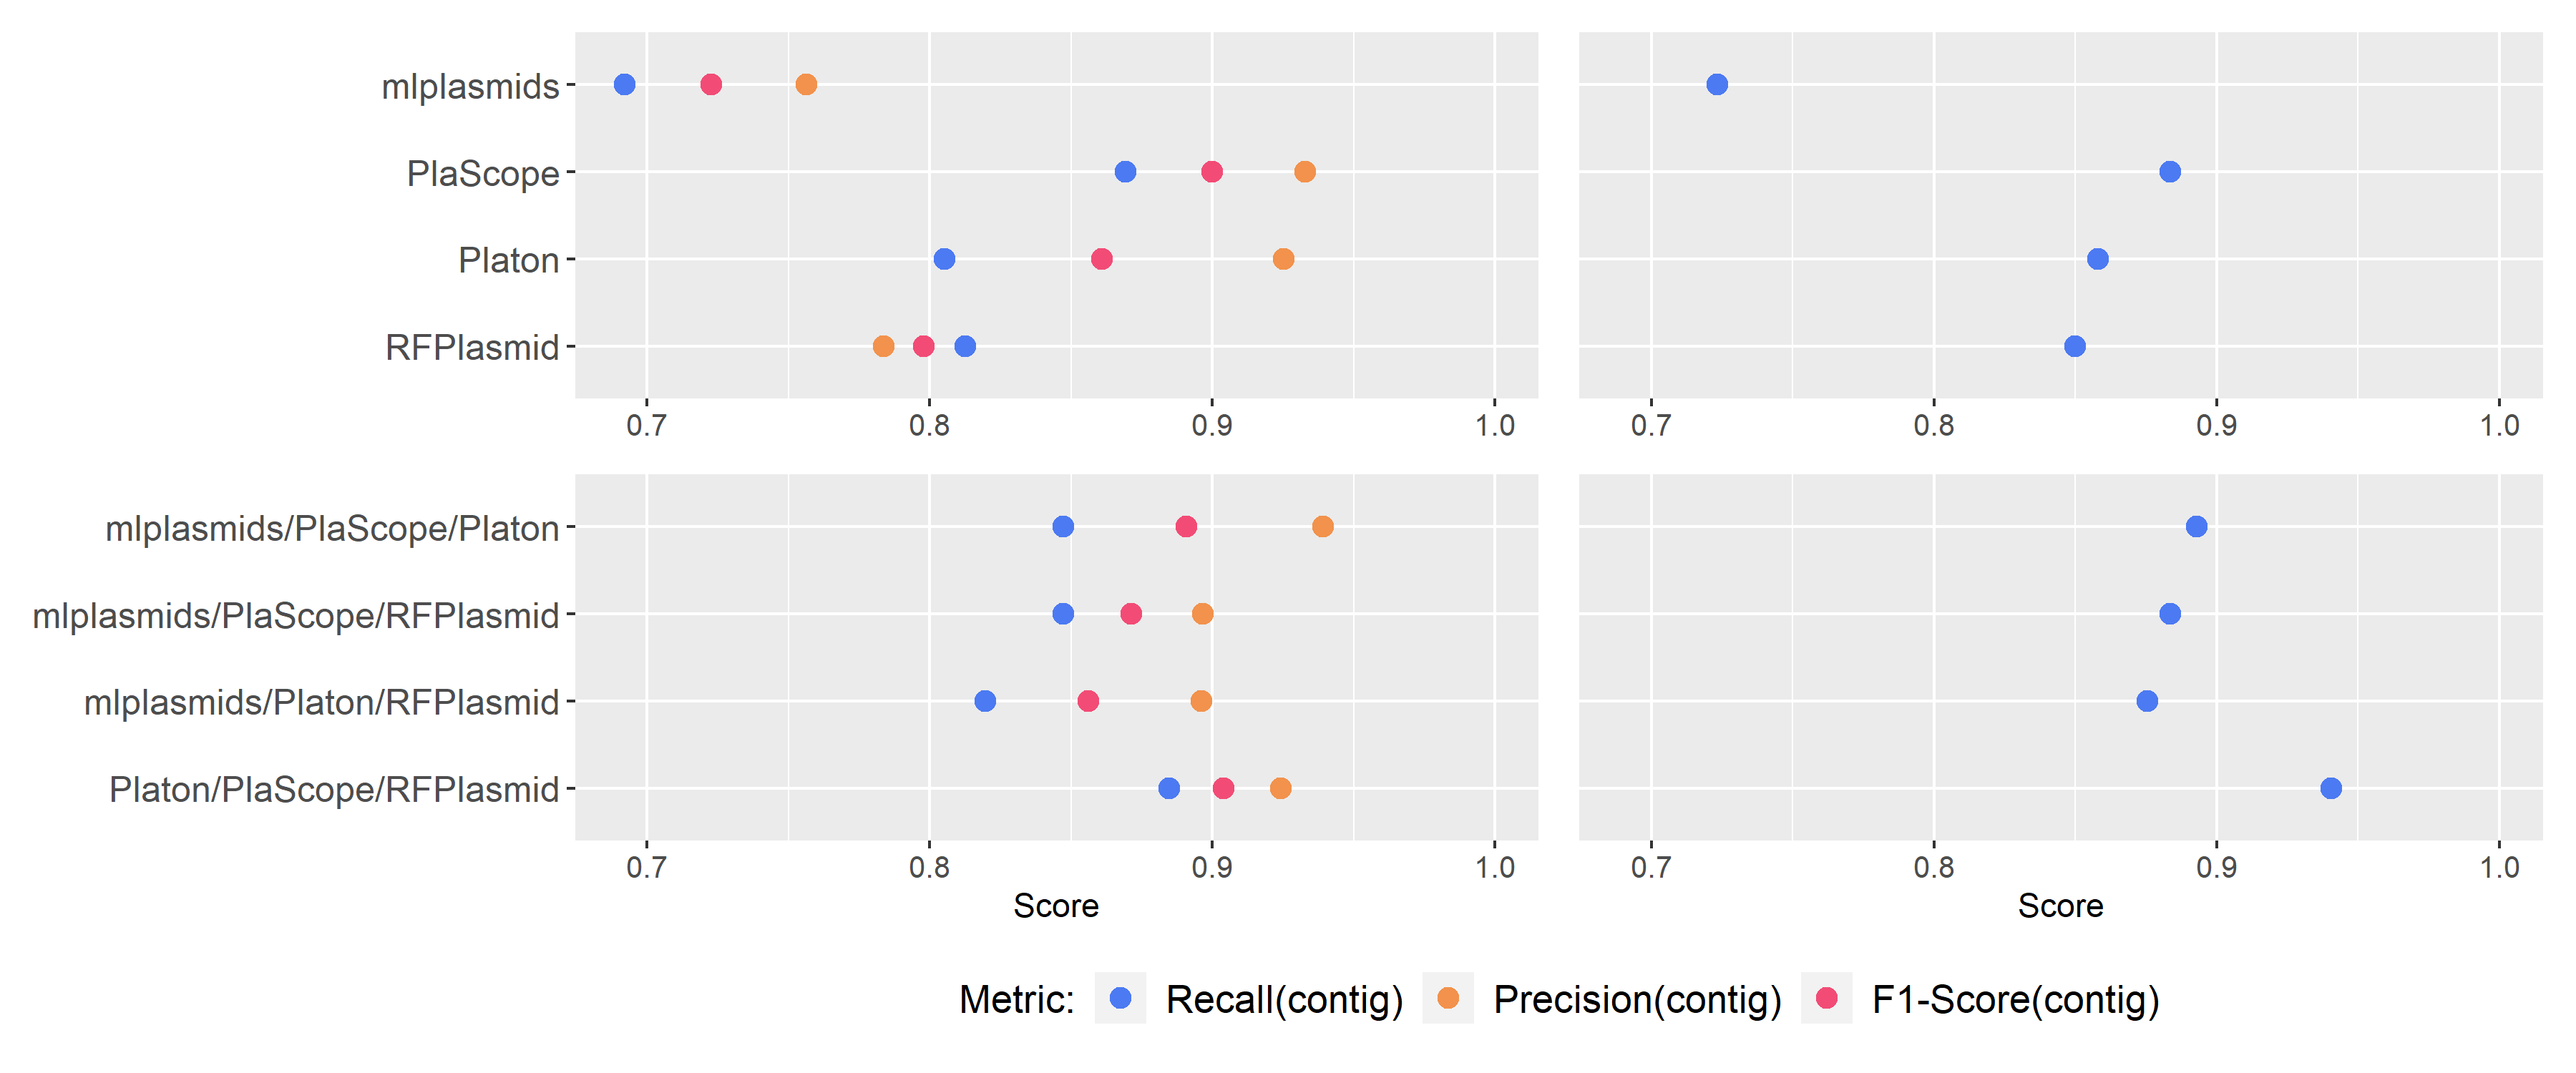 mlplasmids
PlaScope
Platon
RFPlasmid
0.7 0.8 0.9 1.0
0.7 0.8 0.9 1.0
mlplasmids/PlaScope/Platon
mlplasmids/PlaScope/RFPlasmid
mlplasmids/Platon/RFPlasmid
Platon/PlaScope/RFPlasmid
0.7 0.8 0.9 1.0
0.7 0.8 0.9 1.0
Score
Score
Metric: Recall(contig) Precision(contig) F1-Score(contig)